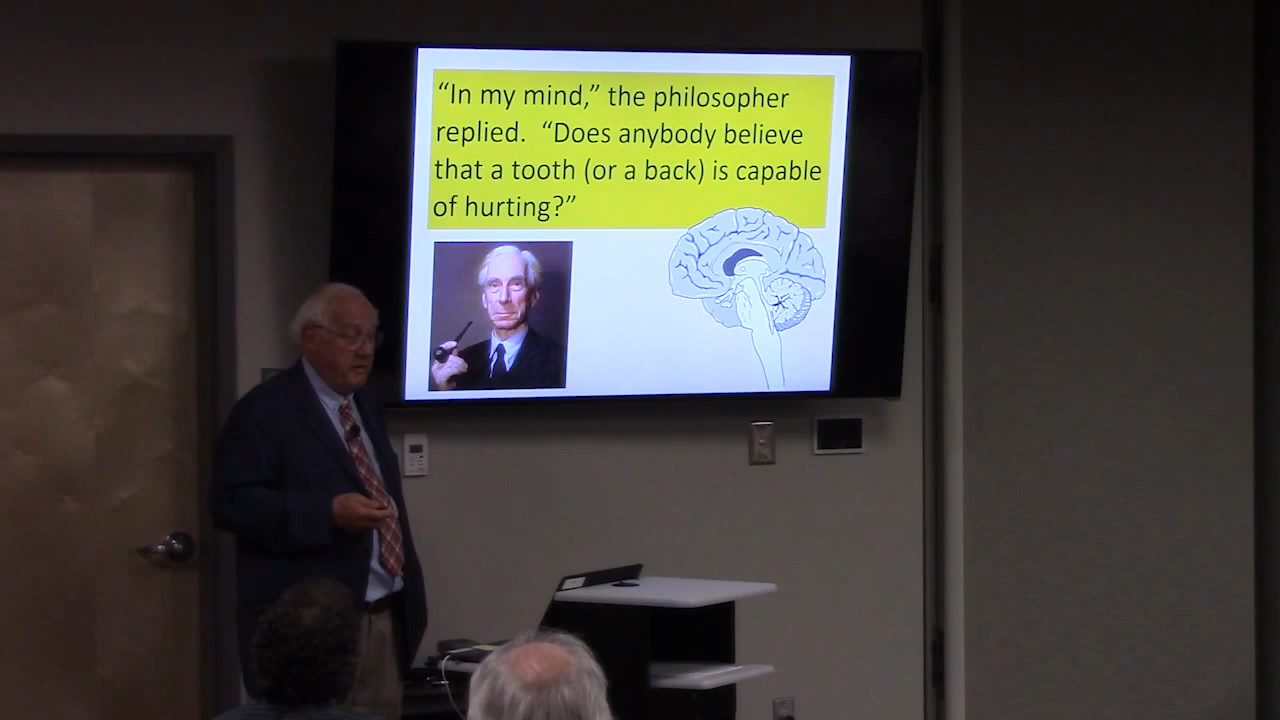 “In my mind,” the philosopher
replied.  “Does anybody believe
that a tooth (or a back) is capable
of hurting?”